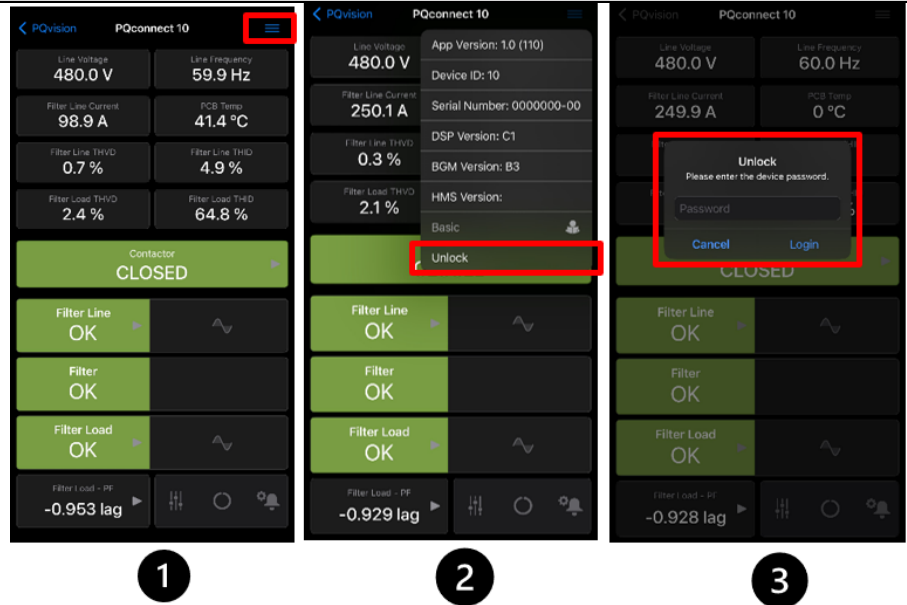 PQvision
PQconnect 10
Line Voltage
480.0 V
Line Frequency
59.9 Hz
Filter Line Current
98.9 A
PCB Temp
41.4 °C
Filter Line THVD
0.7 %
Filter Line THID
4.9 %
Filter Load THVD
2.4 %
Filter Load THID
64.8 %
Contactor
CLOSED
Filter Line
OK
Filter
OK
Filter Load
OK
Filter Load - PF
-0.953 lag
1
PQvision
PQconnect 10
Line Voltage
480.0 V
Filter Line Current
250.1 A
Filter Line THVD
0.3 %
Filter Load THVD
2.1 %
App Version: 1.0 (110)
Device ID: 10
Serial Number: 0000000-00
DSP Version: C1
BGM Version: B3
HMS Version:
Basic
Unlock
Filter Line
OK
Filter
OK
Filter Load
OK
Filter Load - PF
-0.929 lag
2
PQvision
PQconnect 10
Line Voltage
480.0 V
Line Frequency
60.0 Hz
Filter Line Current
249.9 A
PCB Temp
0 °C
Unlock
Please enter the device password.
Password
Cancel
Login
CLOSED
Filter Line
OK
Filter
OK
Filter Load
OK
Filter Load - PF
-0.928 lag
3